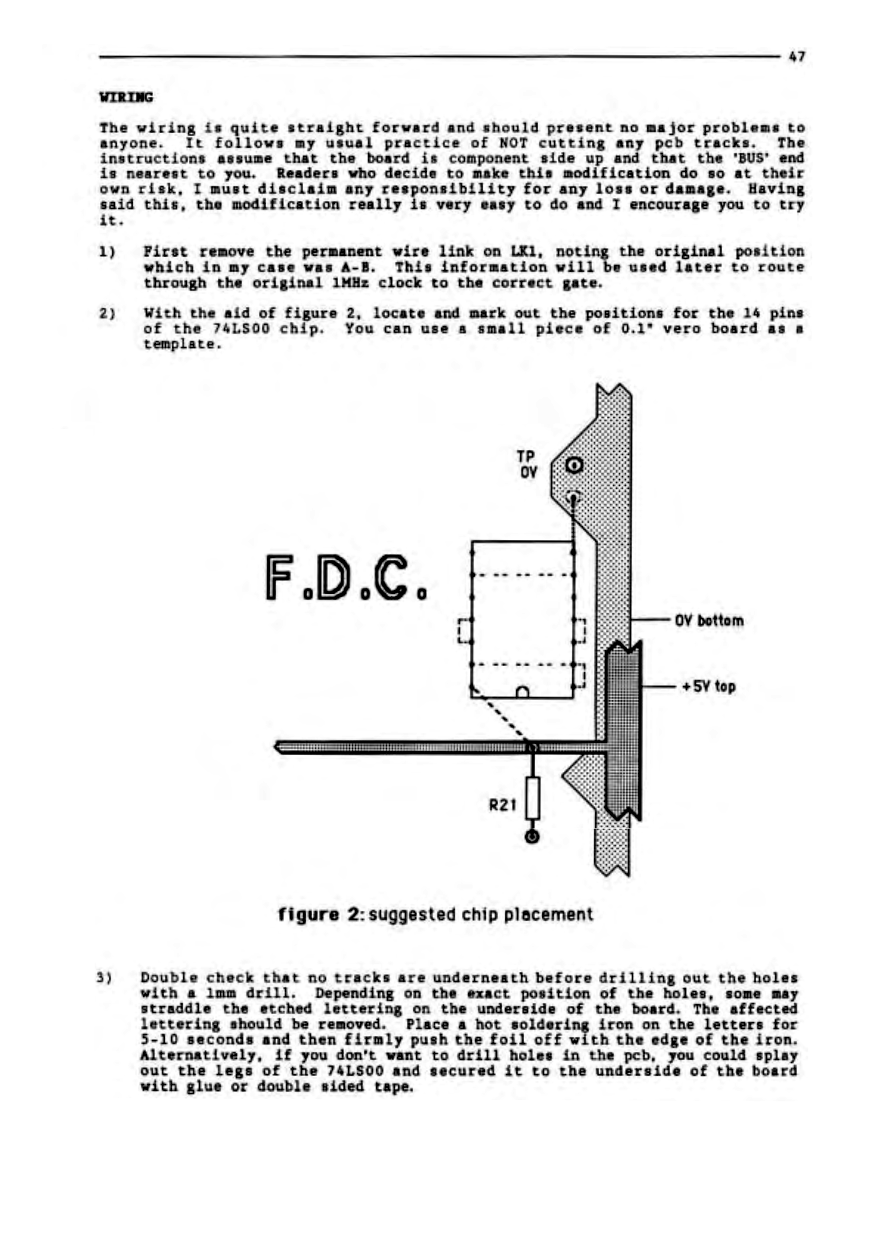 47
WIRING
The wiring is quite straight forward and should present no major problems to
anyone. It follows my usual practice of NOT cutting any pcb tracks. The
instructions assume that the board is component side up and that the 'BUS' end
is nearest to you. Readers who decide to make this modification do so at their
own risk, I must disclaim any responsibility for any loss or damage. Having
said this, the modification really is very easy to do and I encourage you to try
it.
1) First remove the permanent wire link on LK1, noting the original position
which in my case was A-B. This information will be used later to route
through the original 1MHz clock to the correct gate.
2) With the aid of figure 2, locate and mark out the positions for the 14 pins
of the 74LS00 chip. You can use a small piece of 0.1" vero board as a
template.
TP
0V
F.D.C.
0V bottom
+5V top
R21
figure 2: suggested chip placement
3) Double check that no tracks are underneath before drilling out the holes
with a 1mm drill. Depending on the exact position of the holes, some may
straddle the etched lettering on the underside of the board. The affected
lettering should be removed. Place a hot soldering iron on the letters for
5-10 seconds and then firmly push the foil off with the edge of the iron.
Alternatively, if you don't want to drill holes in the pcb, you could splay
out the legs of the 74LS00 and secured it to the underside of the board
with glue or double sided tape.